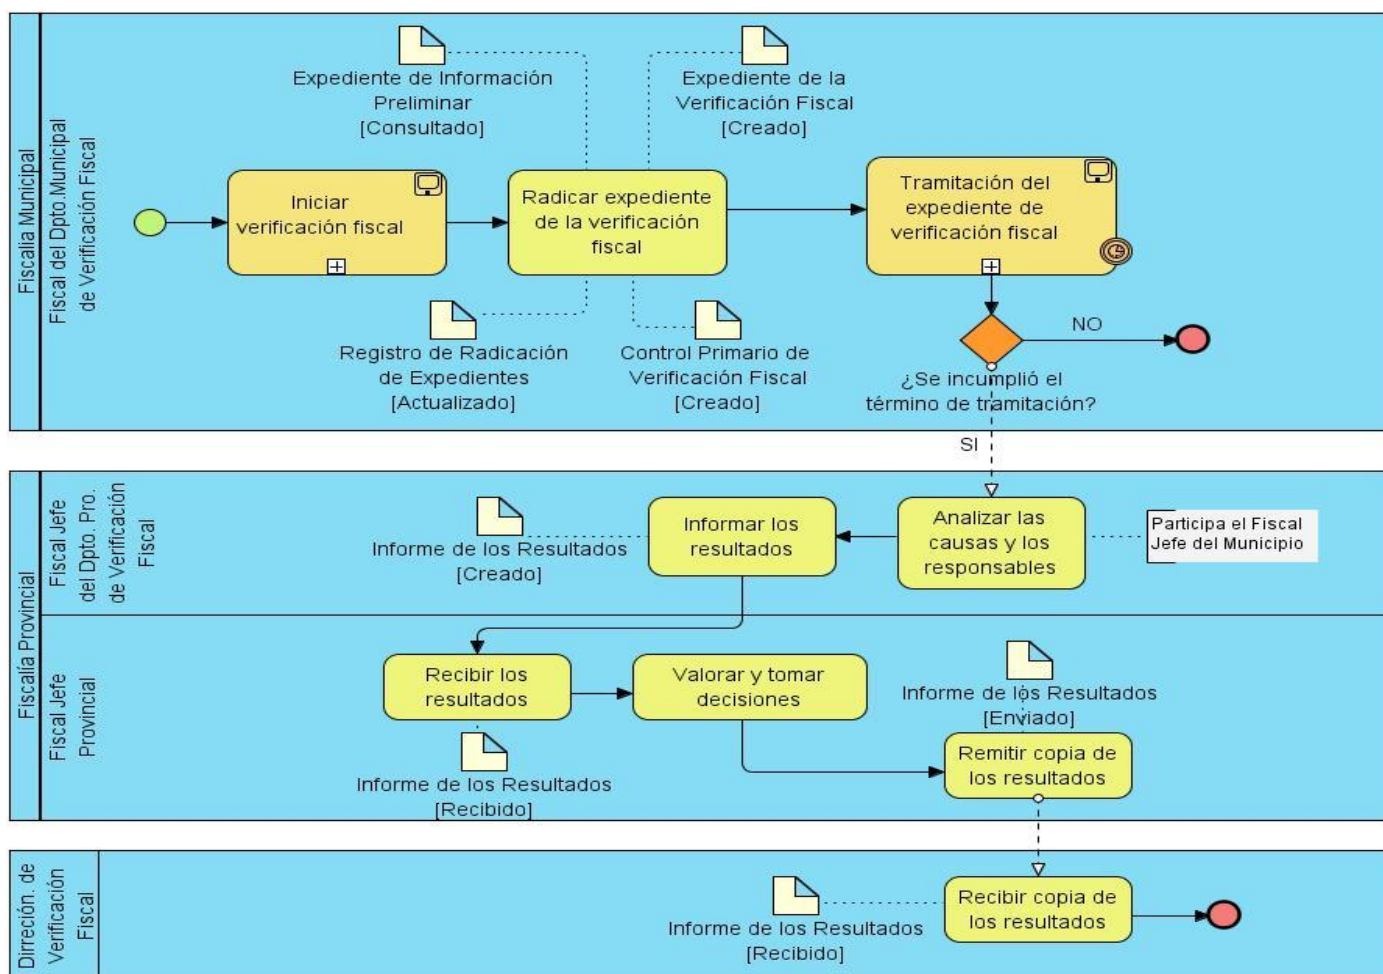 Fiscalía Municipal
Fiscal del Dpto.Municipal
de Verificación Fiscal
Expediente de Información
Preliminar
[Consultado]
Expediente de la
Verificación Fiscal
[Creado]
Iniciar
verificación fiscal
Radicar expediente
de la verificación
fiscal
Tramitación del
expediente de
verificación fiscal
Registro de Radicación
de Expedientes
[Actualizado]
Control Primario de
Verificación Fiscal
[Creado]
NO
¿Se incumplió el
término de tramitación?
SI
Fiscalía Provincial
Fiscal Jefe
del Dpto. Pro.
de Verificación
Fiscal
Informe de los Resultados
[Creado]
Informar los
resultados
Analizar las
causas y los
responsables
Participa el Fiscal
Jefe del Municipio
Fiscal Jefe
Provincial
Recibir los
resultados
Valorar y tomar
decisiones
Informe de los Resultados
[Enviado]
Remitir copia de
los resultados
Informe de los Resultados
[Recibido]
Dirreción. de
Verificación
Fiscal
Informe de los Resultados
[Recibido]
Recibir copia de
los resultados